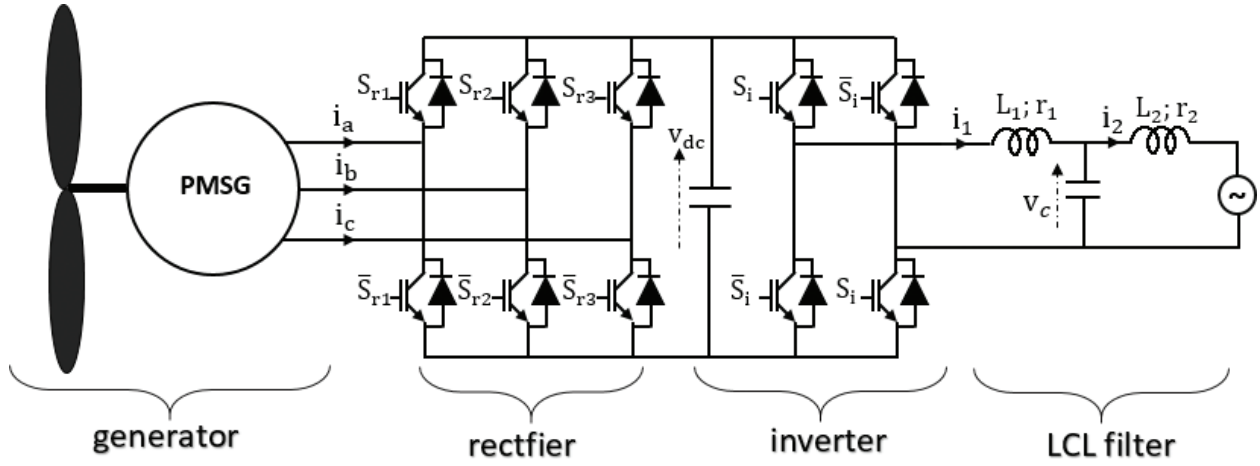 S_r1 S_r2 S_r3 S_i S̅_i
i_a
i_b
i_c
PMSG
v_dc
i_1 L_1; r_1 i_2 L_2; r_2
v_c
~
S̅_r1 S̅_r2 S̅_r3 S̅_i S_i
generator rectfier inverter LCL filter